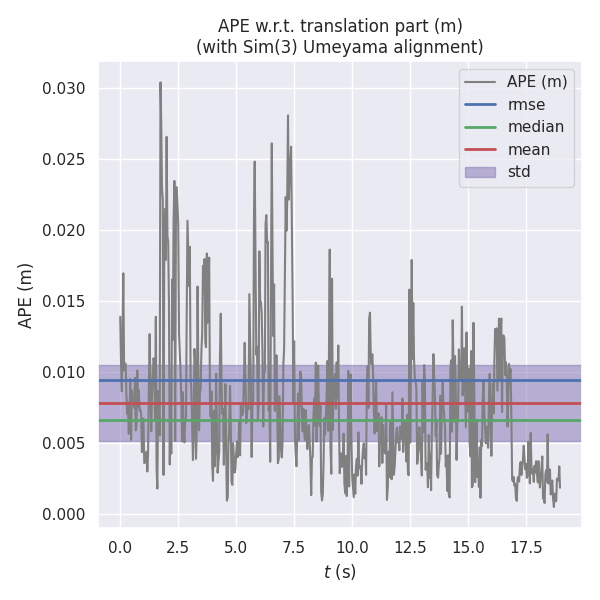 APE w.r.t. translation part (m)
(with Sim(3) Umeyama alignment)
APE (m)
rmse
median
mean
std
0.030
0.025
0.020
0.015
0.010
0.005
0.000
APE (m)
0.0 2.5 5.0 7.5 10.0 12.5 15.0 17.5
t (s)